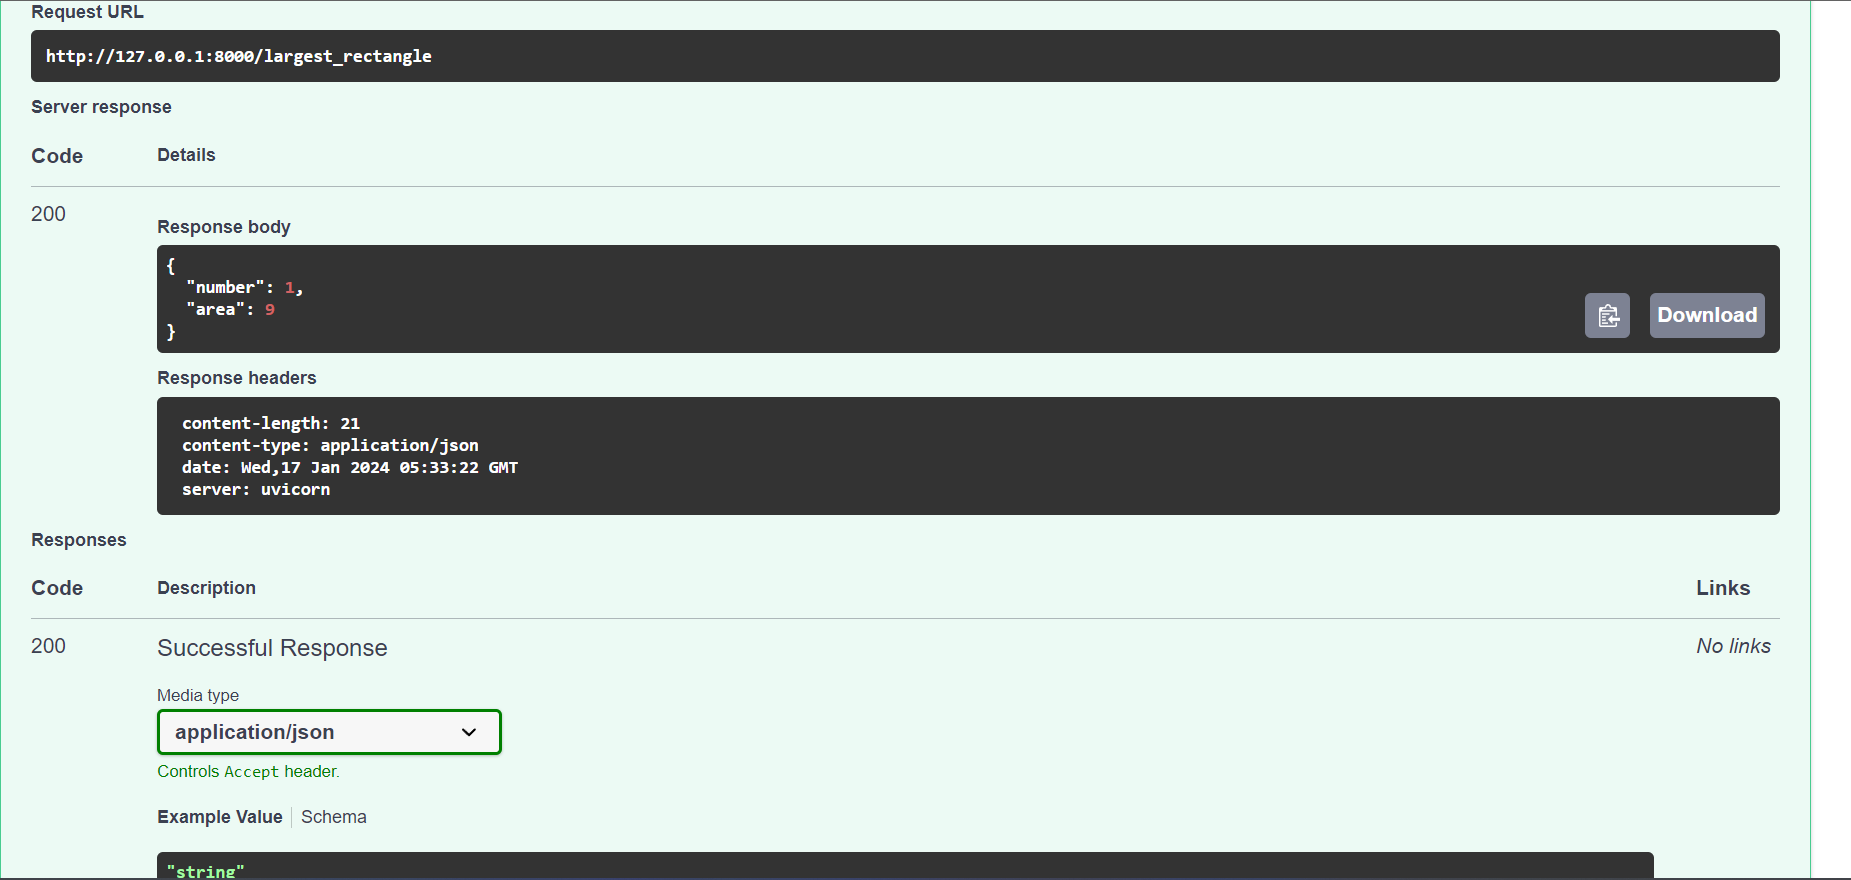 Request URL
http://127.0.0.1:8000/largest_rectangle
Server response
Code Details
200
Response body
{
"number": 1,
"area": 9
}
Download
Response headers
content-length: 21
content-type: application/json
date: Wed,17 Jan 2024 05:33:22 GMT
server: uvicorn
Responses
Code Description Links
200 Successful Response No links
Media type
application/json
Controls Accept header.
Example Value Schema
"string"